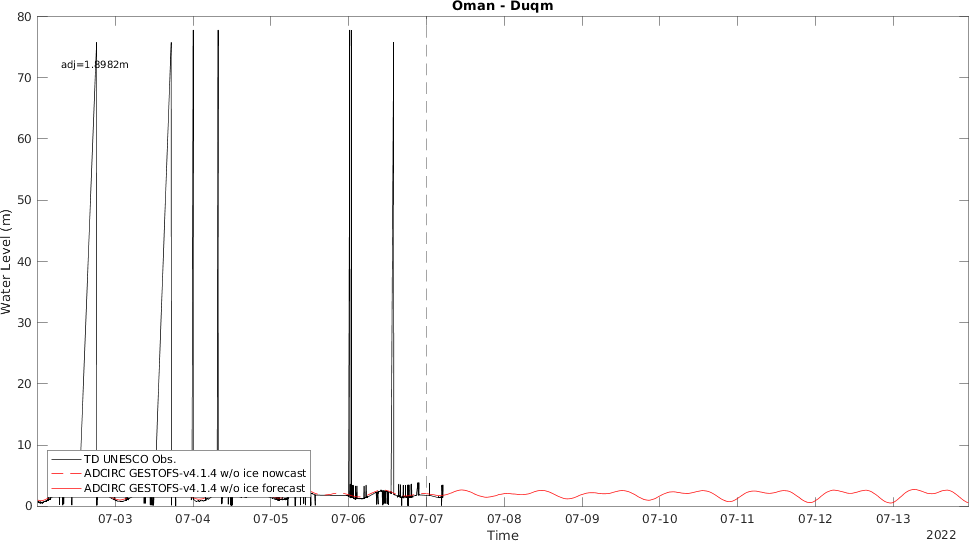 Oman - Duqm
80
70
60
50
40
30
20
10
0
Water Level (m)
adj=1.8982m
TD UNESCO Obs.
ADCIRC GESTOFS-v4.1.4 w/o ice nowcast
ADCIRC GESTOFS-v4.1.4 w/o ice forecast
07-03 07-04 07-05 07-06 07-07 07-08 07-09 07-10 07-11 07-12 07-13
Time
2022